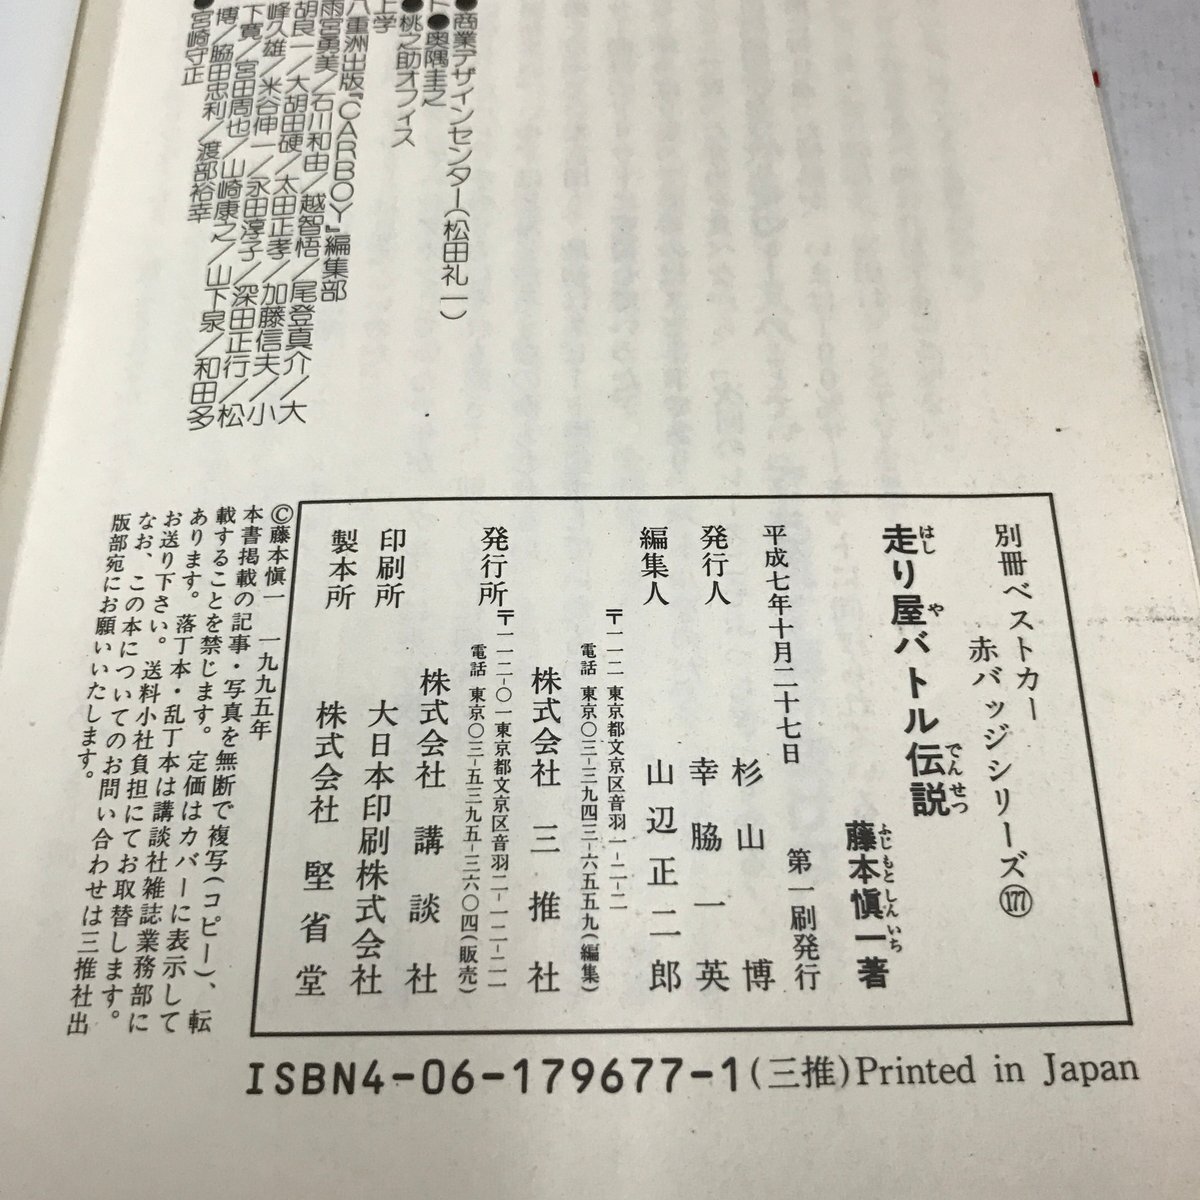 ●商業デザインセンター(松田礼一)
ト●奥隅圭之
●桃之助オフィス
上学
八重洲出版『CARBOY』編集部
雨宮勇美/石川和由/越智悟/尾登真介/大
胡良一/大胡田硬/太田正孝/加藤信夫/小
峰久雄/米谷伸一/永田淳子/深田正行/松
下寛/宮田周也/山崎康之/山下泉/和田多
博/脇田忠利/渡部裕幸
●宮崎守正
別冊ベストカー
赤バッジシリーズ177
走り屋バトル伝説
はし や でんせつ
藤本愼一著
ふじもとしんいち
平成七年十月二十七日 第一刷発行
発行人 杉山 博
幸脇一英
編集人 山辺正二郎
〒一一二 東京都文京区音羽一-二-二
電話 東京〇三-三九四三-六五五九(編集)
株式会社 三推社
発行所 〒一一二-〇一東京都文京区音羽二-一二-二一
電話 東京〇三-五三九五-三六〇四(販売)
株式会社 講談社
印刷所 大日本印刷株式会社
製本所 株式会社 堅省堂
©藤本愼一 一九九五年
本書掲載の記事・写真を無断で複写(コピー)、転
載することを禁じます。定価はカバーに表示して
あります。落丁本・乱丁本は講談社雑誌業務部に
お送り下さい。送料小社負担にてお取替します。
なお、この本についてのお問い合わせは三推社出
版部宛にお願いいたします。
ISBN4-06-179677-1(三推)Printed in Japan